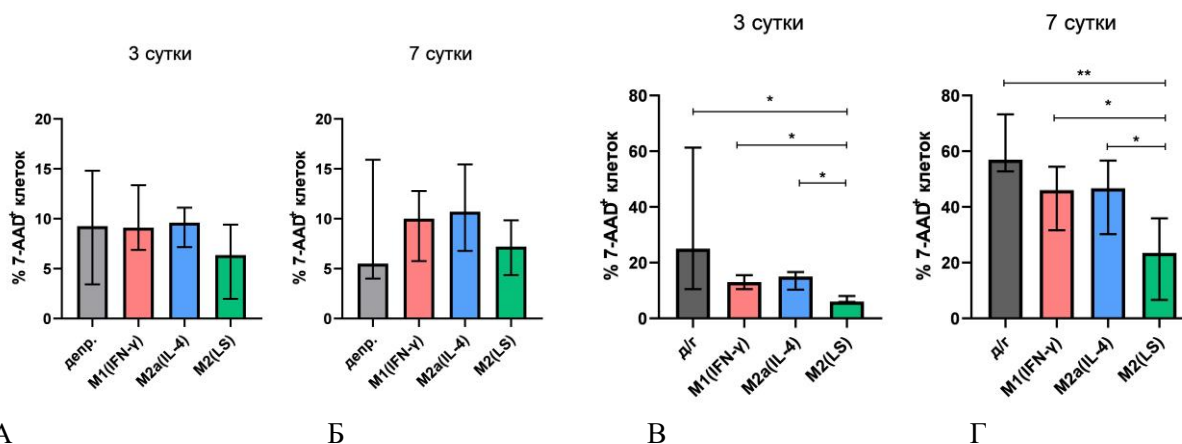 3 сутки
% 7-AAD⁺ клеток
20
15
10
5
0
депр.
M1(IFN-γ)
M2a(IL-4)
M2(LS)
А
7 сутки
% 7-AAD⁺ клеток
20
15
10
5
0
депр.
M1(IFN-γ)
M2a(IL-4)
M2(LS)
Б
3 сутки
% 7-AAD⁺ клеток
80
60
40
20
0
*
*
*
д/г
M1(IFN-γ)
M2a(IL-4)
M2(LS)
В
7 сутки
% 7-AAD⁺ клеток
80
60
40
20
0
**
*
*
д/г
M1(IFN-γ)
M2a(IL-4)
M2(LS)
Г